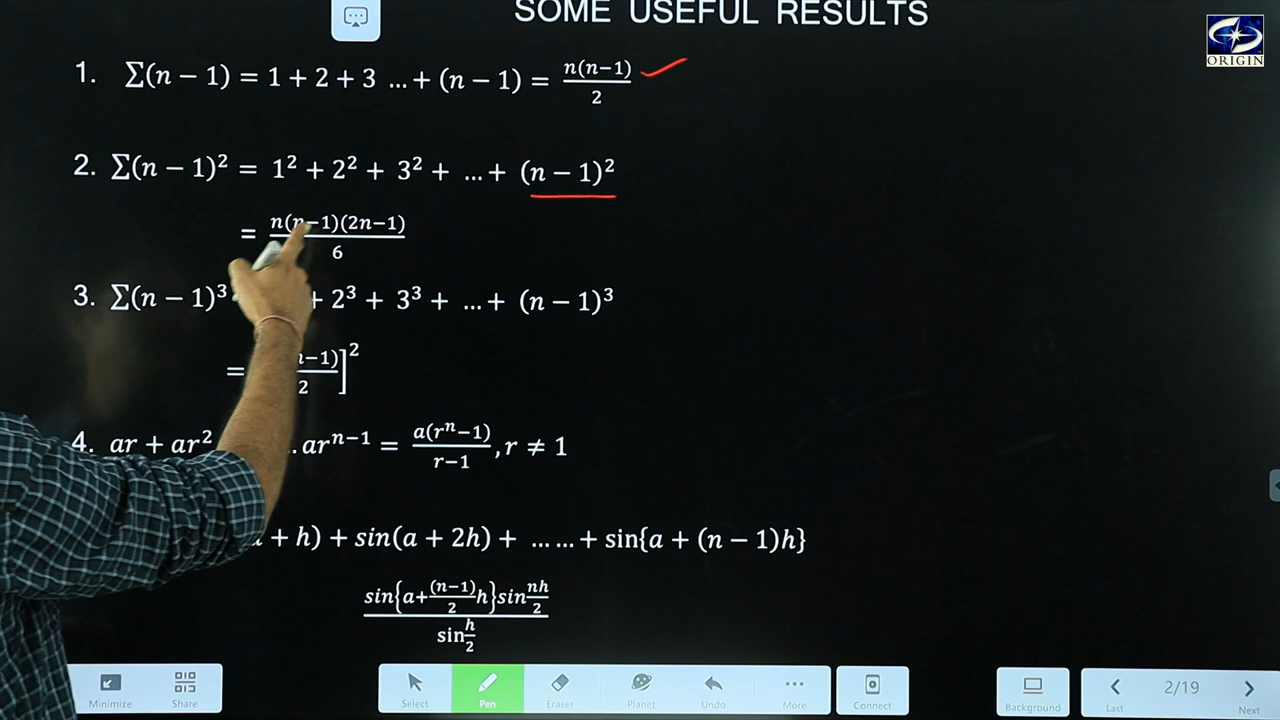 SOME USEFUL RESULTS
ORIGIN
1. ∑(n − 1) = 1 + 2 + 3 ...+ (n − 1) = n(n−1)/2
2. ∑(n − 1)² = 1² + 2² + 3² + ...+ (n − 1)²
= n(n−1)(2n−1)/6
3. ∑(n − 1)³ + 2³ + 3³ + ...+ (n − 1)³
= −1)/2]²
4. ar + ar² . arⁿ⁻¹ = a(rⁿ−1)/r−1 , r ≠ 1
+ h) + sin(a + 2h) + ...... + sin{a + (n − 1)h}
sin{a+(n−1)/2 h}sin nh/2 / sin h/2
Minimize Share Select Pen Eraser Planet Undo More Connect Background Last 2/19 Next